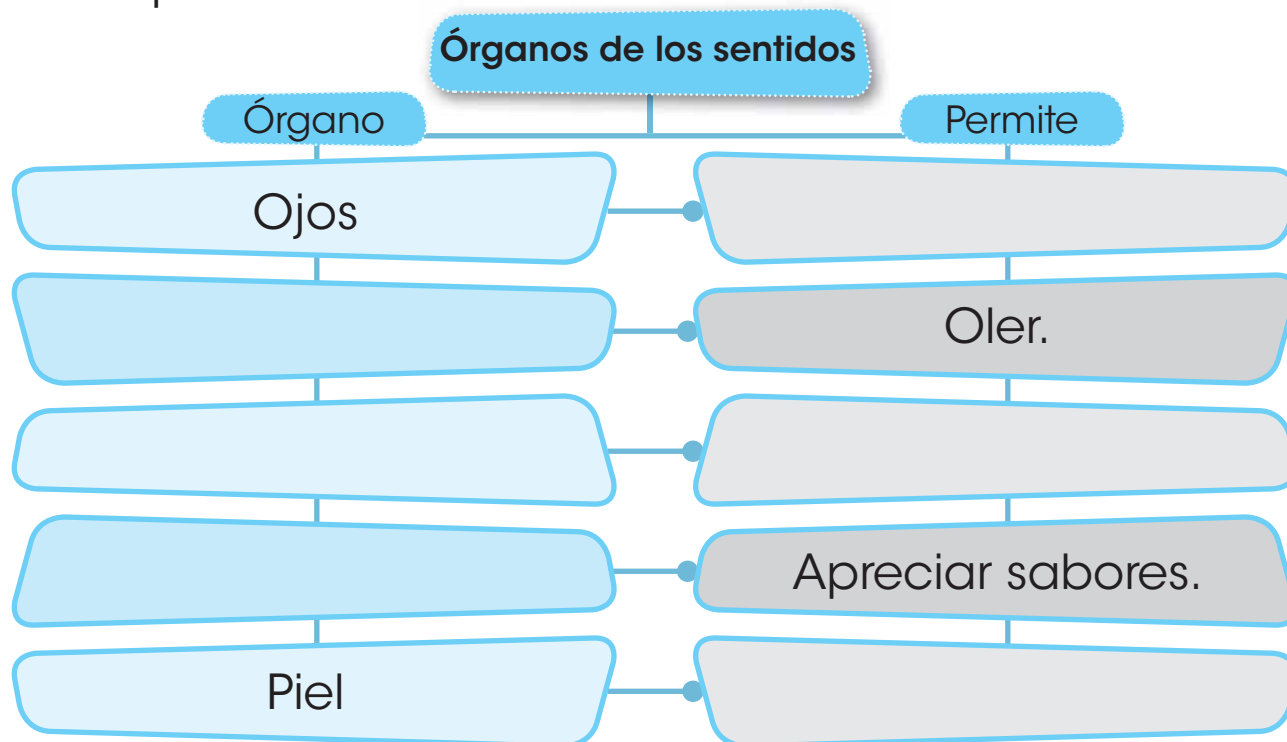 Órganos de los sentidos
Órgano
Permite
Ojos
Oler.
Apreciar sabores.
Piel